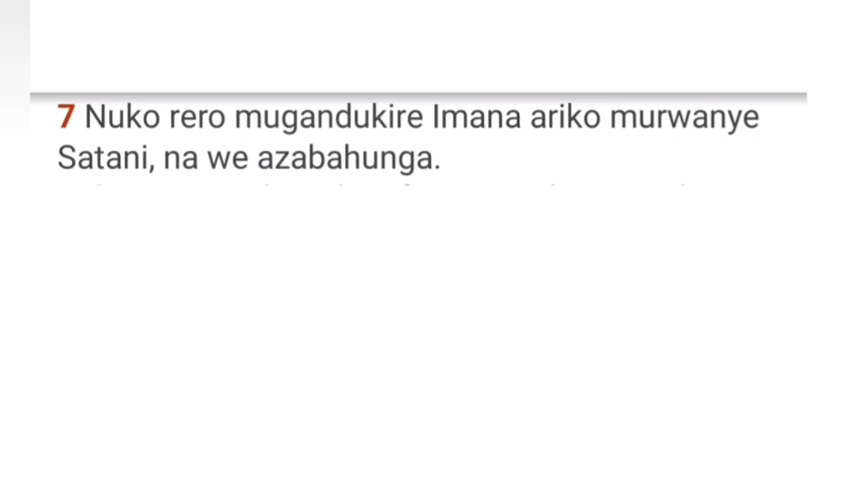 7 Nuko rero mugandukire Imana ariko murwanye
Satani, na we azabahunga.